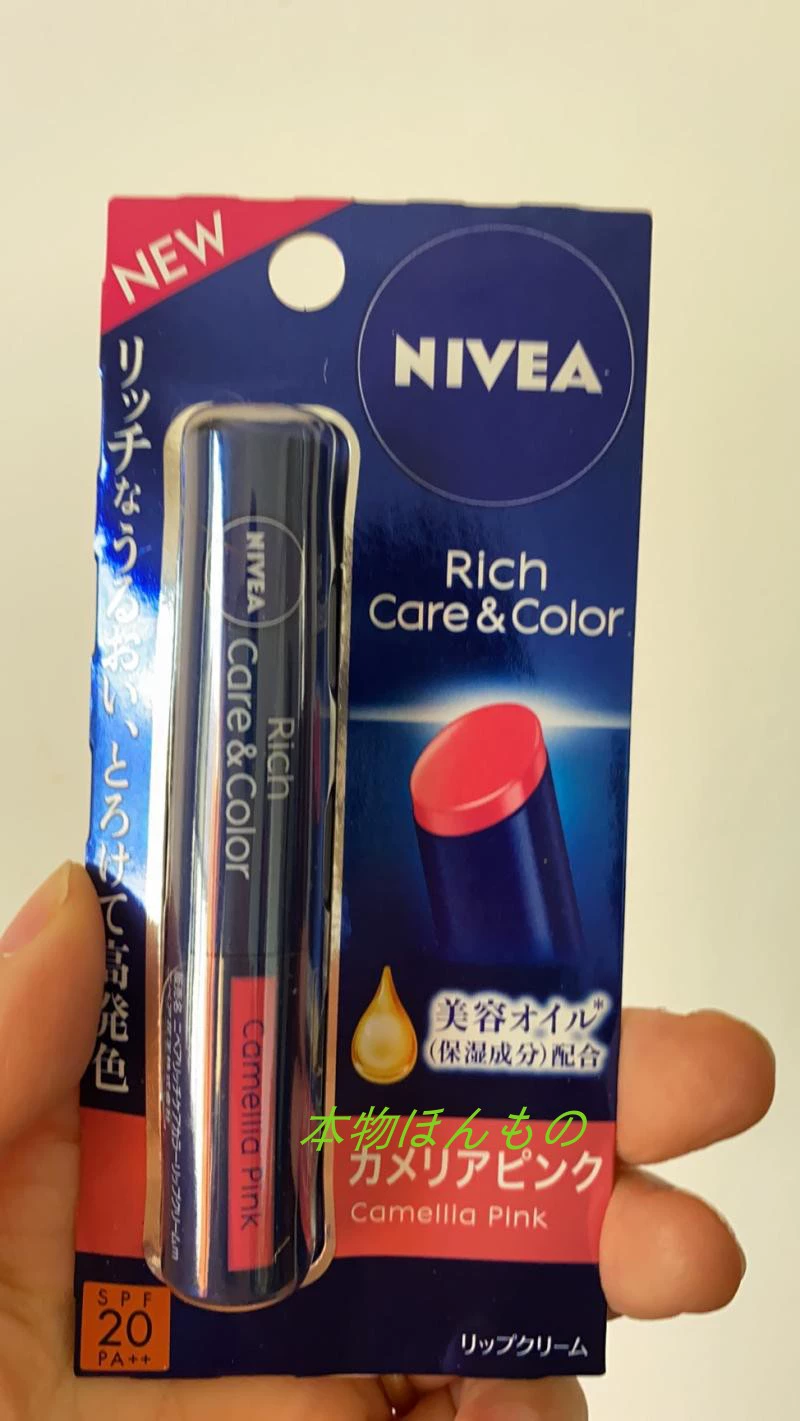 NEW
NIVEA
リッチなうるおい、とろけて高発色
Rich
Care & Color
NIVEA
Rich
Care & Color
Camellia Pink
美容オイル*
(保湿成分)配合
本物ほんもの
カメリアピンク
Camellia Pink
SPF
20
PA++
リップクリーム